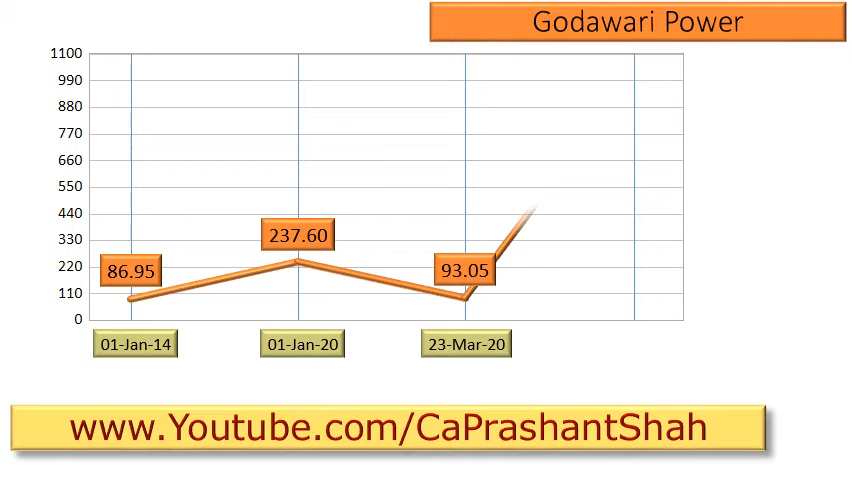 Godawari Power
1100
990
880
770
660
550
440
330
220
110
0
86.95
237.60
93.05
01-Jan-14
01-Jan-20
23-Mar-20
www.Youtube.com/CaPrashantShah